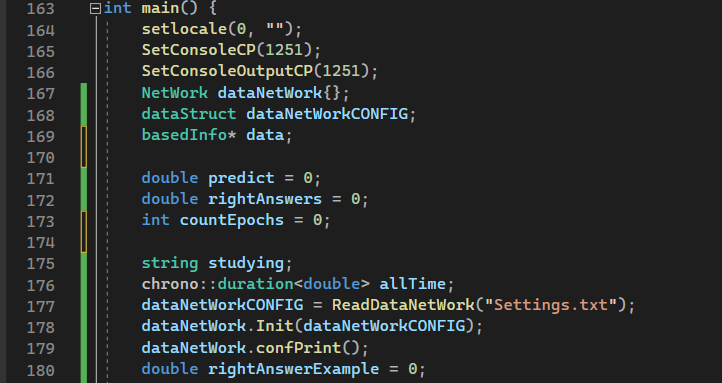 163 int main() {
164 setlocale(0, "");
165 SetConsoleCP(1251);
166 SetConsoleOutputCP(1251);
167 NetWork dataNetWork{};
168 dataStruct dataNetWorkCONFIG;
169 basedInfo* data;
170
171 double predict = 0;
172 double rightAnswers = 0;
173 int countEpochs = 0;
174
175 string studying;
176 chrono::duration<double> allTime;
177 dataNetWorkCONFIG = ReadDataNetWork("Settings.txt");
178 dataNetWork.Init(dataNetWorkCONFIG);
179 dataNetWork.confPrint();
180 double rightAnswerExample = 0;